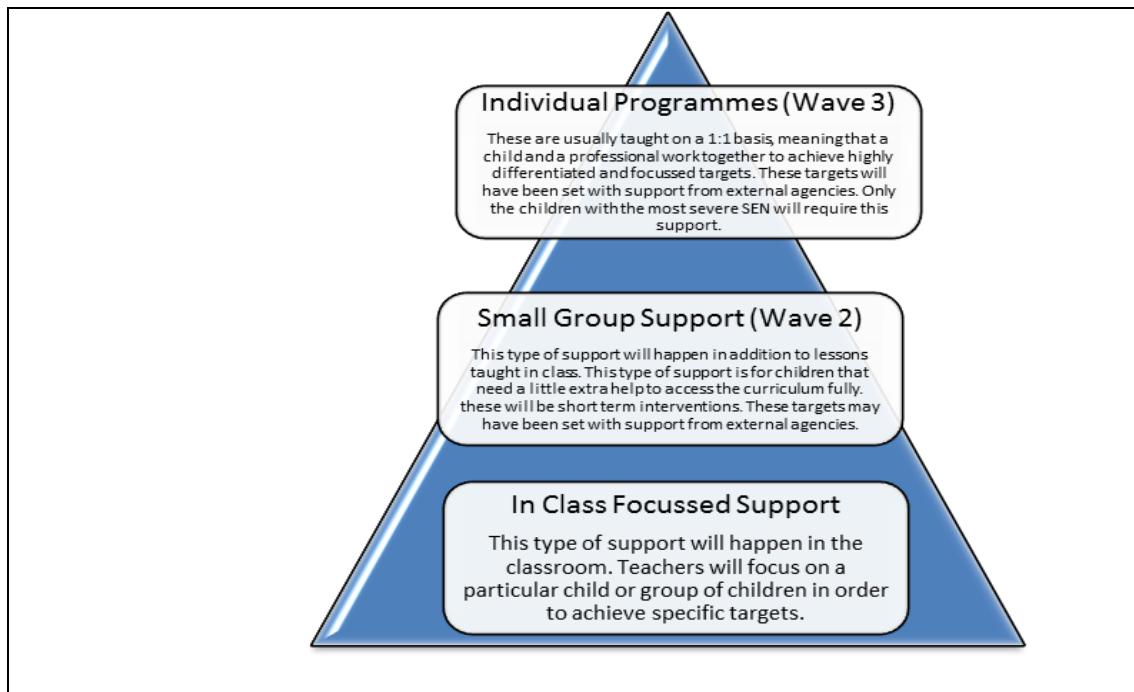 Individual Programmes (Wave 3)
These are usually taught on a 1:1 basis, meaning that a
child and a professional work together to achieve highly
differentiated and focussed targets. These targets will
have been set with support from external agencies. Only
the children with the most severe SEN will require this
support.
Small Group Support (Wave 2)
This type of support will happen in addition to lessons
taught in class. This type of support is for children that
need a little extra help to access the curriculum fully.
these will be short term interventions. These targets may
have been set with support from external agencies.
In Class Focussed Support
This type of support will happen in the
classroom. Teachers will focus on a
particular child or group of children in order
to achieve specific targets.